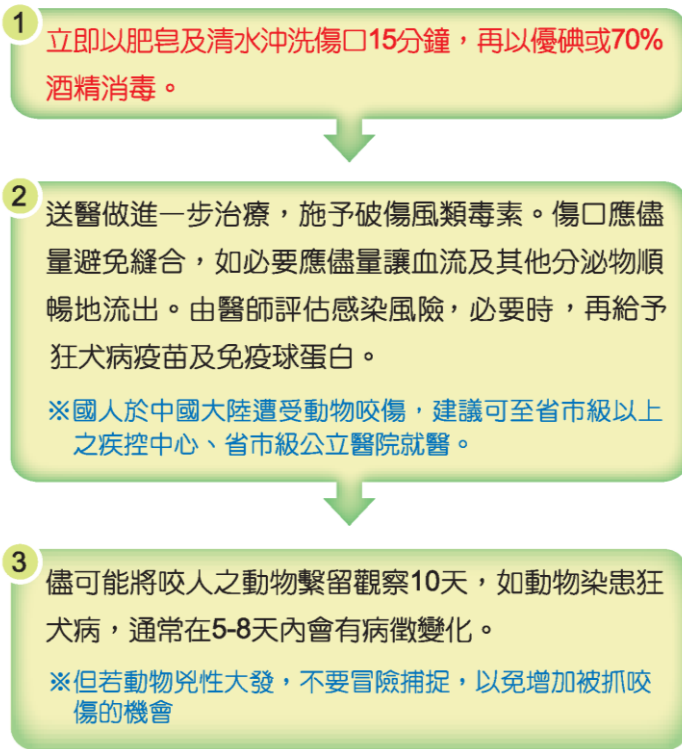 1
立即以肥皂及清水沖洗傷口15分鐘，再以優碘或70%
酒精消毒。
2
送醫做進一步治療，施予破傷風類毒素。傷口應儘
量避免縫合，如必要應儘量讓血流及其他分泌物順
暢地流出。由醫師評估感染風險，必要時，再給予
狂犬病疫苗及免疫球蛋白。
※國人於中國大陸遭受動物咬傷，建議可至省市級以上
之疾控中心、省市級公立醫院就醫。
3
儘可能將咬人之動物繫留觀察10天，如動物染患狂
犬病，通常在5-8天內會有病徵變化。
※但若動物兇性大發，不要冒險捕捉，以免增加被抓咬
傷的機會